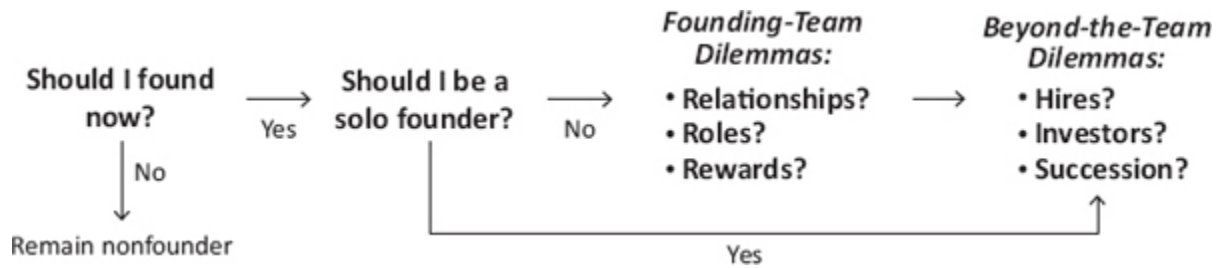 Should I found
now?
Yes
No
Remain nonfounder
Should I be a
solo founder?
No
Yes
Founding-Team
Dilemmas:
• Relationships?
• Roles?
• Rewards?
Beyond-the-Team
Dilemmas:
• Hires?
• Investors?
• Succession?